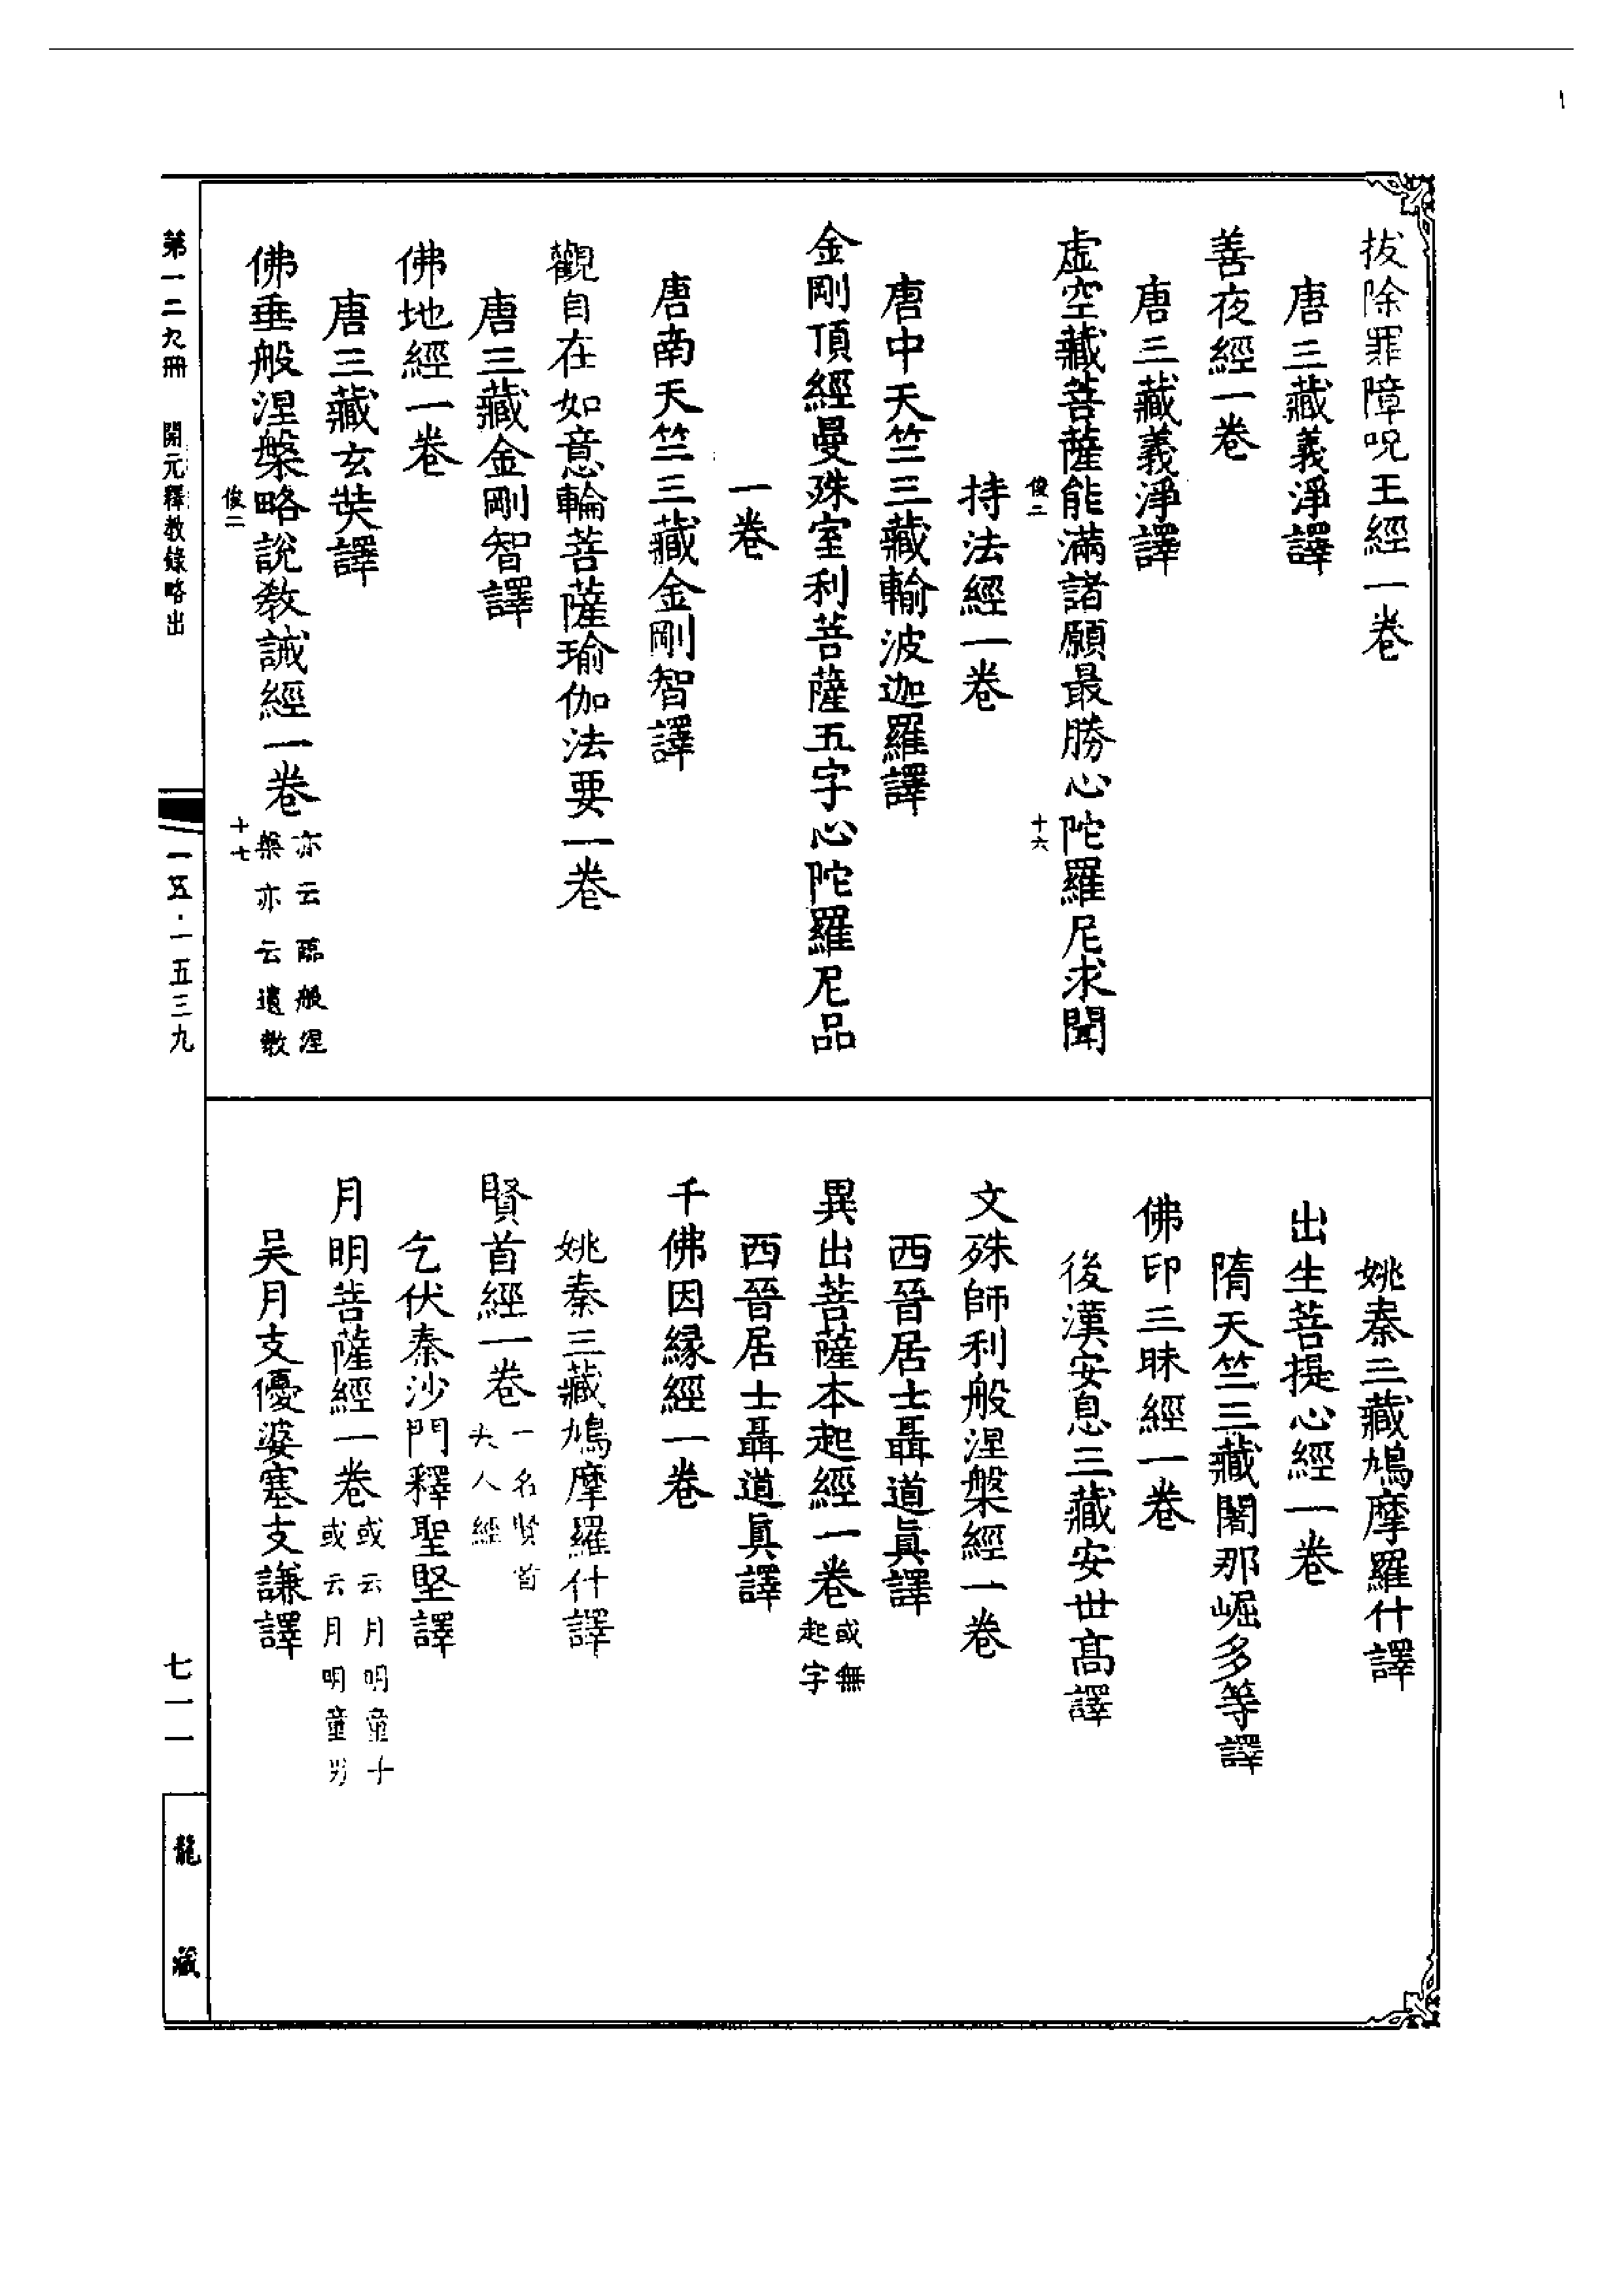 拔除罪障呪王經一卷
唐三藏義淨譯
善夜經一卷
唐三藏義淨譯
虛空藏菩薩能滿諸願最勝心陀羅尼求聞
俊二
十六
持法經一卷
唐中天竺三藏輸波迦羅譯
金剛頂經曼殊室利菩薩五字心陀羅尼品
一卷
唐南天竺三藏金剛智譯
觀自在如意輪菩薩瑜伽法要一卷
唐三藏金剛智譯
佛地經一卷
唐三藏玄奘譯
佛垂般涅槃略說教誡經一卷
亦云臨般涅
槃亦云遺教
俊二
十七
姚秦三藏鳩摩羅什譯
出生菩提心經一卷
隋天竺三藏闍那崛多等譯
佛印三昧經一卷
後漢安息三藏安世高譯
文殊師利般涅槃經一卷
西晉居士聶道眞譯
異出菩薩本起經一卷
或無
起字
西晉居士聶道眞譯
千佛因緣經一卷
姚秦三藏鳩摩羅什譯
賢首經一卷
一名賢首
夫人經
乞伏秦沙門釋聖堅譯
月明菩薩經一卷
或云月明童子
或云月明童男
吳月支優婆塞支謙譯
第一二九冊
開元釋教錄略出
一五·一五三九
七一一
龍藏